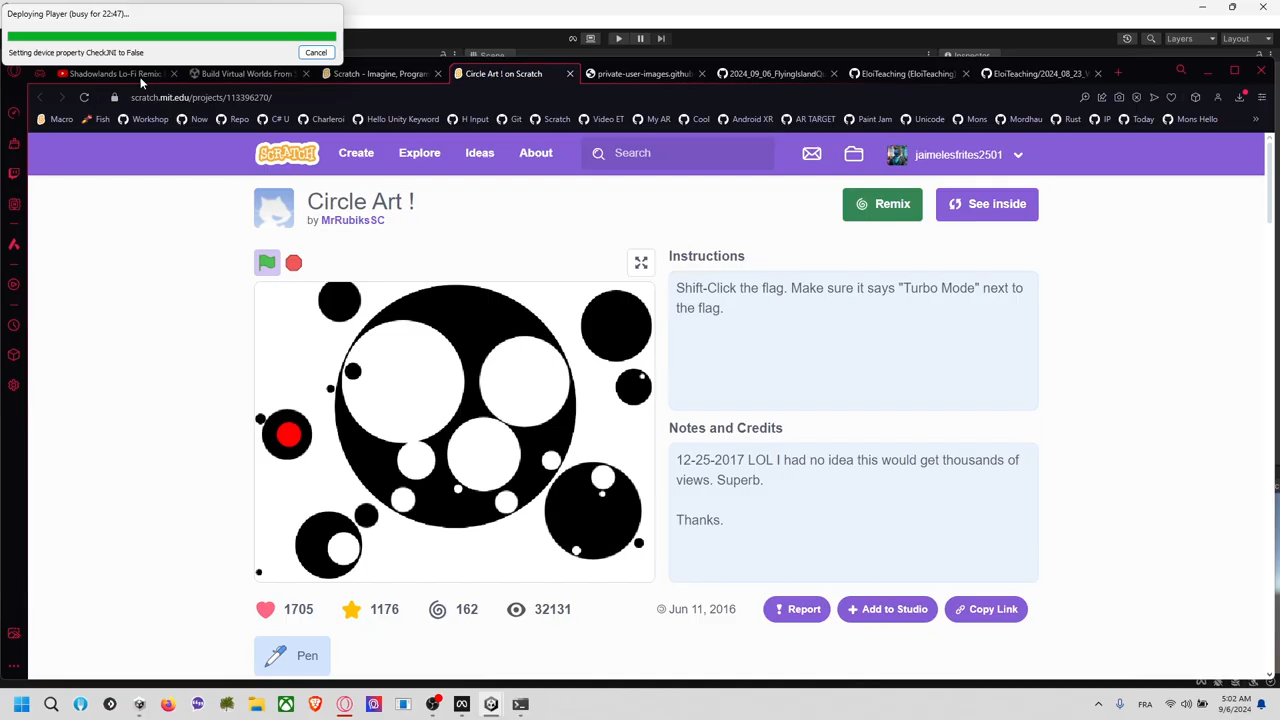 Deploying Player (busy for 22:47)...
Setting device property CheckJNI to False
Cancel
Layers
Layout
Scene
Inspector
Shadowlands Lo-Fi Remix
Build Virtual Worlds From S
Scratch - Imagine, Program
Circle Art ! on Scratch
private-user-images.github
2024_09_06_FlyingIslandQ
EloiTeaching (EloiTeaching)
EloiTeaching/2024_08_23_
scratch.mit.edu/projects/113396270/
Macro
Fish
Workshop
Now
Repo
C# U
Charleroi
Hello Unity Keyword
H Input
Git
Scratch
Video ET
My AR
Cool
Android XR
AR TARGET
Paint Jam
Unicode
Mons
Mordhau
Rust
IP
Today
Mons Hello
SCRATCH
Create
Explore
Ideas
About
Search
jaimelesfrites2501
Circle Art !
by MrRubiksSC
Remix
See inside
Instructions
Shift-Click the flag. Make sure it says "Turbo Mode" next to
the flag.
Notes and Credits
12-25-2017 LOL I had no idea this would get thousands of
views. Superb.
Thanks.
1705
1176
162
32131
© Jun 11, 2016
Report
Add to Studio
Copy Link
Pen
FRA
5:02 AM
9/6/2024